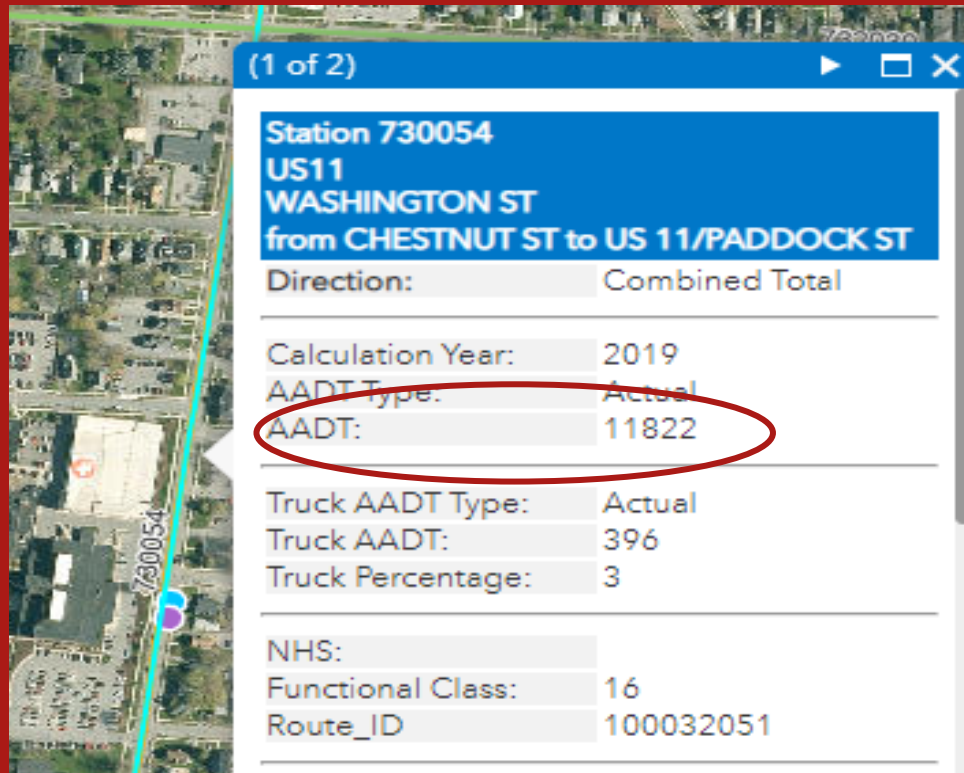 (1 of 2)
Station 730054
US11
WASHINGTON ST
from CHESTNUT ST to US 11/PADDOCK ST
Direction: Combined Total
Calculation Year: 2019
AADT Type: Actual
AADT: 11822
Truck AADT Type: Actual
Truck AADT: 396
Truck Percentage: 3
NHS:
Functional Class: 16
Route_ID 100032051
730054